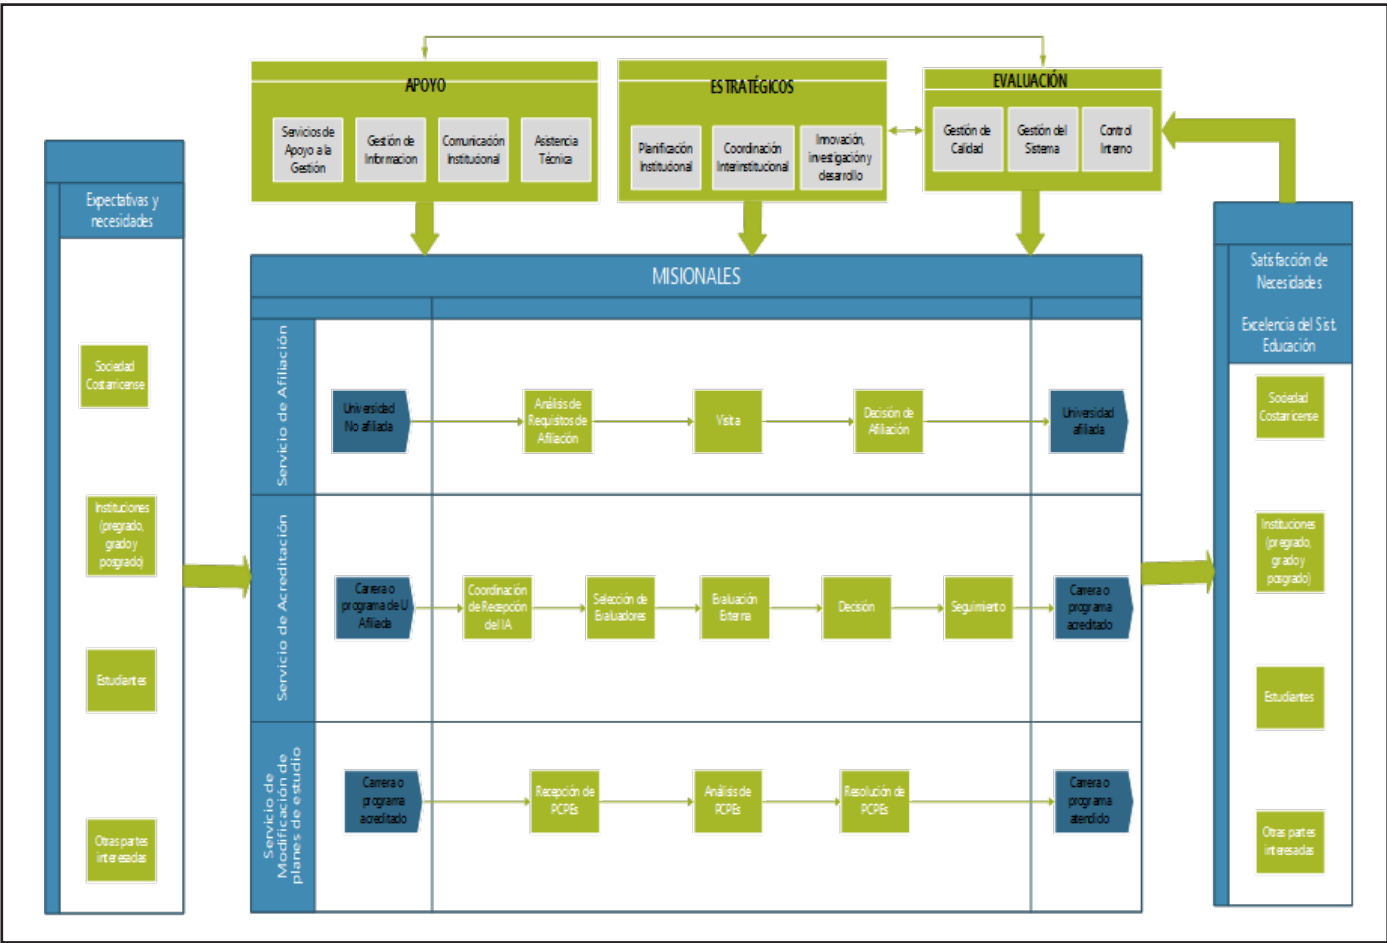 APOYO
Servicios de
Apoyo a la
Gestión
Gestión de
Informacion
Comunicación
Institucional
Asistencia
Técnica
ESTRATÉGICOS
Planificación
Institucional
Coordinación
Interinstitucional
Innovación,
investigación y
desarrollo
EVALUACIÓN
Gestión de
Calidad
Gestión del
Sistema
Control
Interno
Expectativas y
necesidades
Sociedad
Costarricense
Instituciones
(pregrado,
grado y
posgrado)
Estudiantes
Otras partes
interesadas
MISIONALES
Servicio de Afiliación
Universidad
No afiliada
Análisis de
Requisitos de
Afiliación
Visita
Decisión de
Afiliación
Universidad
afiliada
Servicio de Acreditación
Carrera o
programa de U
Afiliada
Coordinación
de Recepción
del IA
Selección de
Evaluadores
Evaluación
Externa
Decisión
Seguimiento
Carrera o
programa
acreditado
Servicio de
Modificación de
planes de estudio
Carrera o
programa
acreditado
Recepción de
PCPEs
Análisis de
PCPEs
Resolución de
PCPEs
Carrera o
programa
atendido
Satisfacción de
Necesidades
Excelencia del Sist.
Educación
Sociedad
Costarricense
Instituciones
(pregrado,
grado y
posgrado)
Estudiantes
Otras partes
interesadas